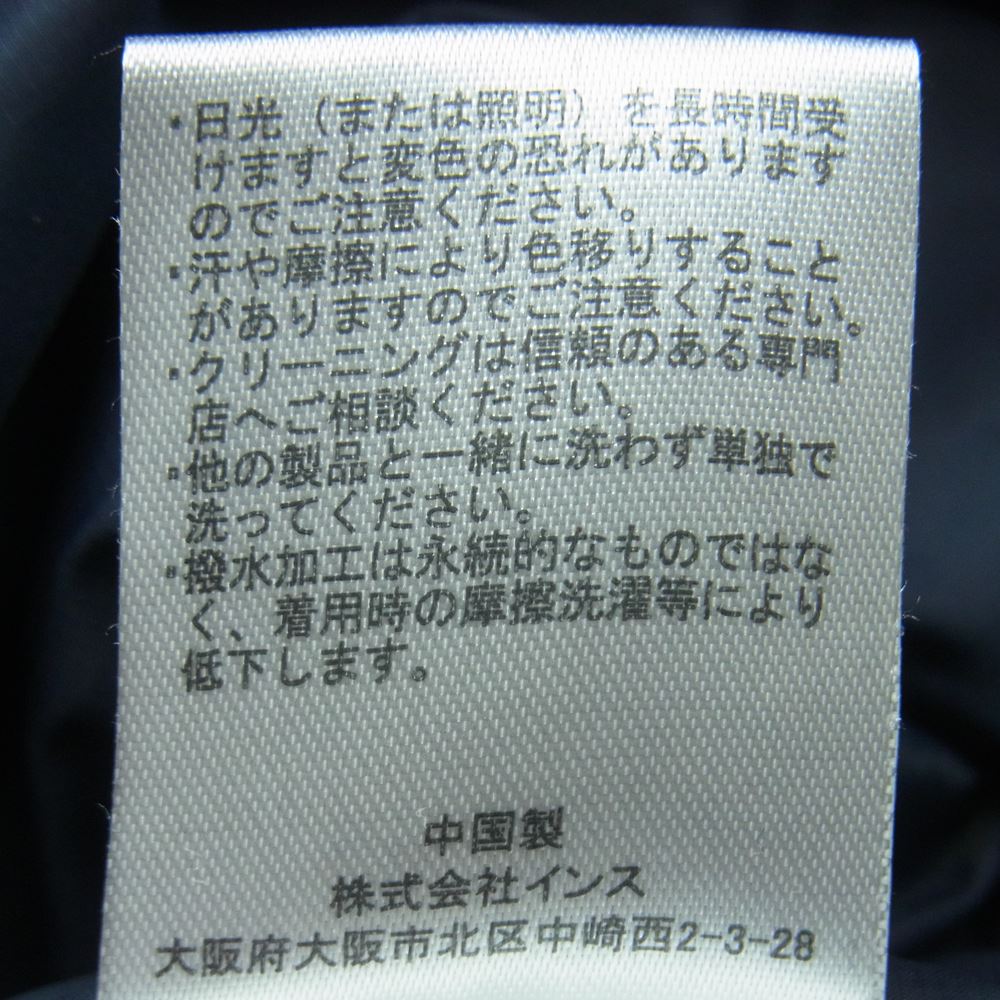 ・日光（または照明）を長時間受
けますと変色の恐れがあります
のでご注意ください。
・汗や摩擦により色移りすること
がありますのでご注意ください。
・クリーニングは信頼のある専門
店へご相談ください。
・他の製品と一緒に洗わず単独で
洗ってください。
・撥水加工は永続的なものではな
く、着用時の摩擦洗濯等により
低下します。
中国製
株式会社インス
大阪府大阪市北区中崎西2-3-28